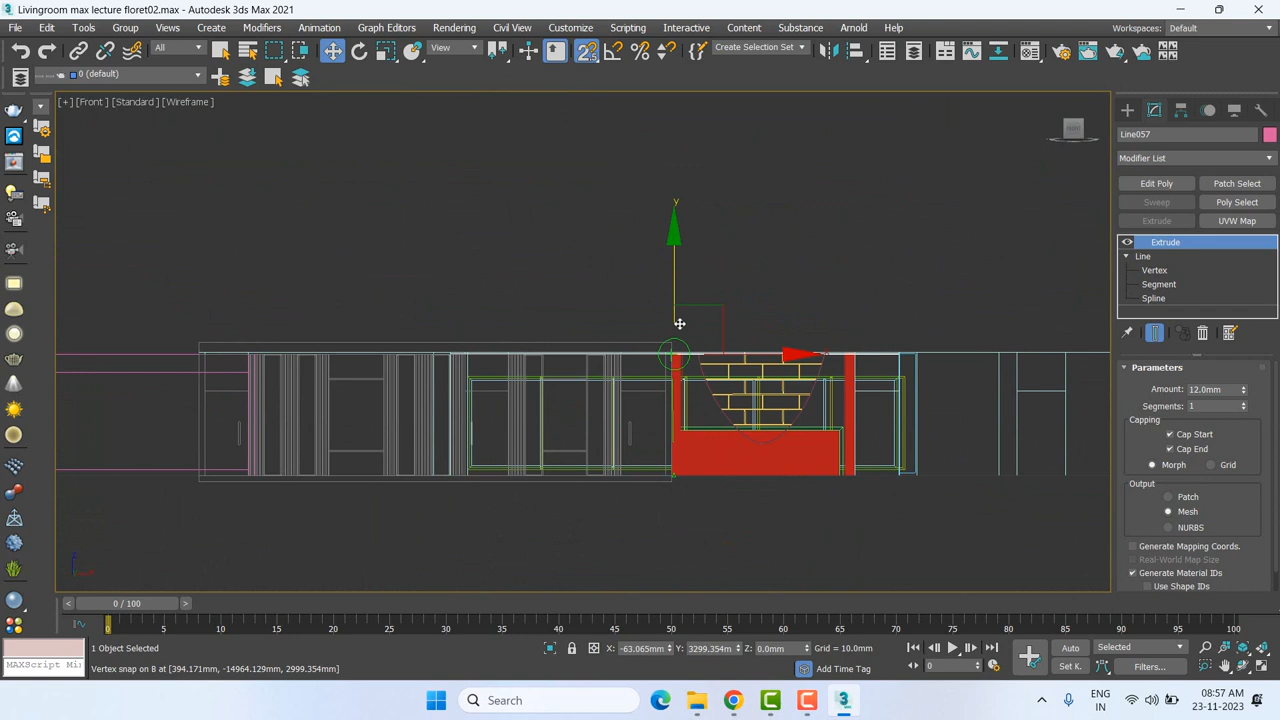 Livingroom max lecture floret02.max - Autodesk 3ds Max 2021
File Edit Tools Group Views Create Modifiers Animation Graph Editors Rendering Civil View Customize Scripting Interactive Content Substance Arnold Help
Workspaces: Default
All View Create Selection Set
0 (default)
[+] [Front] [Standard] [Wireframe]
Line057
Modifier List
Edit Poly Patch Select
Sweep Poly Select
Extrude UVW Map
Extrude
Line
Vertex
Segment
Spline
y
Parameters
Amount: 12.0mm
Segments: 1
Capping
Cap Start
Cap End
Morph Grid
Output
Patch
Mesh
NURBS
Generate Mapping Coords.
Real-World Map Size
Generate Material IDs
Use Shape IDs
z
< 0 / 100 >
0 5 10 15 20 25 30 35 40 45 50 55 60 65 70 75 80 85 90 95 100
1 Object Selected X: -63.065mm Y: 3299.354m Z: 0.0mm Grid = 10.0mm Auto Selected
MAXScript Mi: Vertex snap on B at [394.171mm, -14964.129mm, 2999.354mm] Add Time Tag Set K. 0 Filters...
Search ENG 08:57 AM
IN 23-11-2023